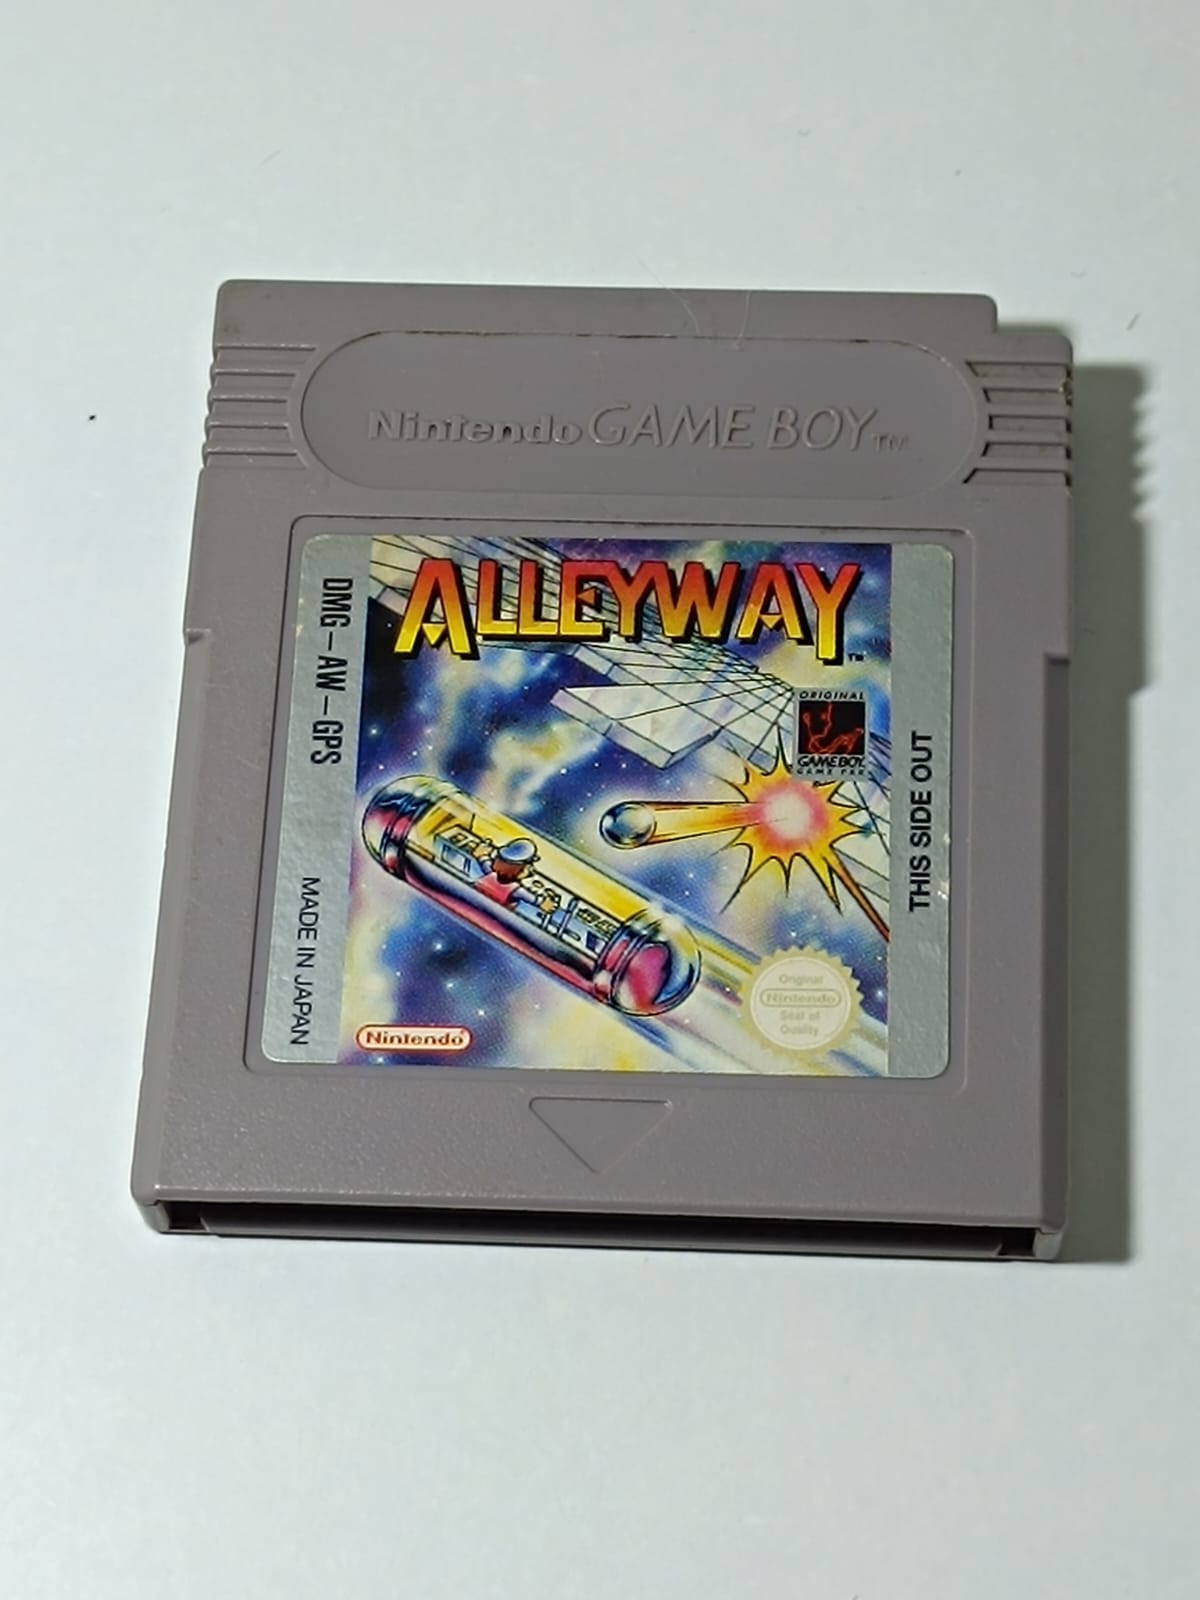 Nintendo GAME BOY TM
DMG-AW-GPS
MADE IN JAPAN
ALLEYWAY TM
ORIGINAL
GAME BOY
THIS SIDE OUT
Original
Nintendo
Seal of
Quality
Nintendo